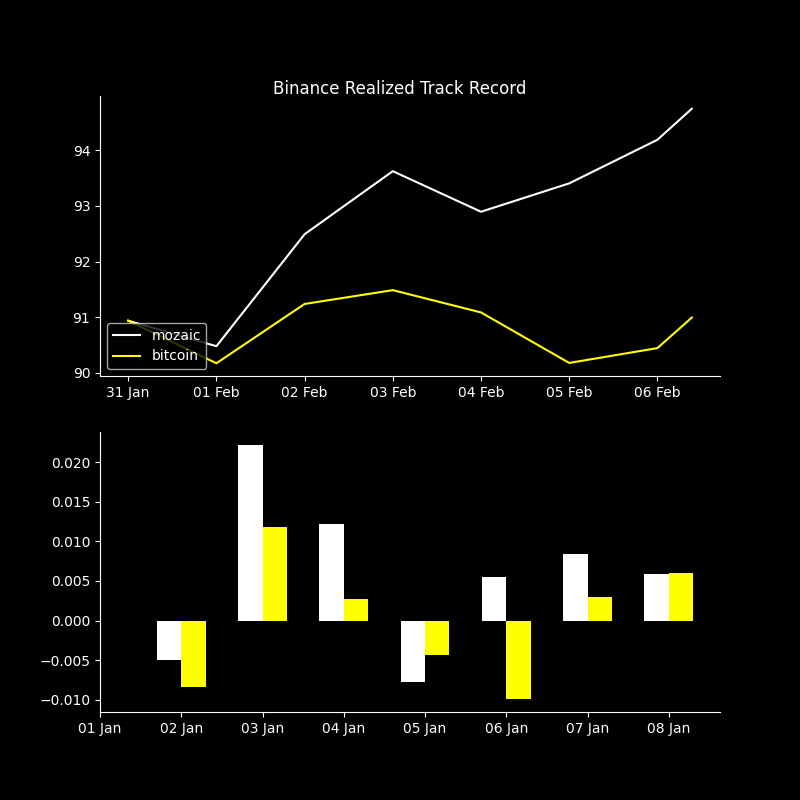 Binance Realized Track Record
94
93
92
91
90
mozaic
bitcoin
31 Jan 01 Feb 02 Feb 03 Feb 04 Feb 05 Feb 06 Feb
0.020
0.015
0.010
0.005
0.000
−0.005
−0.010
01 Jan 02 Jan 03 Jan 04 Jan 05 Jan 06 Jan 07 Jan 08 Jan